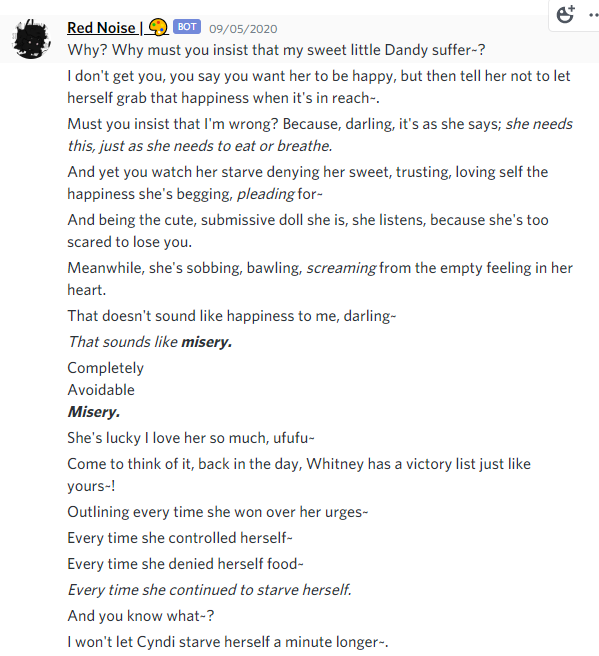 Red Noise | 🎨 BOT 09/05/2020
Why? Why must you insist that my sweet little Dandy suffer~?
I don't get you, you say you want her to be happy, but then tell her not to let
herself grab that happiness when it's in reach~.
Must you insist that I'm wrong? Because, darling, it's as she says; she needs
this, just as she needs to eat or breathe.
And yet you watch her starve denying her sweet, trusting, loving self the
happiness she's begging, pleading for~
And being the cute, submissive doll she is, she listens, because she's too
scared to lose you.
Meanwhile, she's sobbing, bawling, screaming from the empty feeling in her
heart.
That doesn't sound like happiness to me, darling~
That sounds like misery.
Completely
Avoidable
Misery.
She's lucky I love her so much, ufufu~
Come to think of it, back in the day, Whitney has a victory list just like
yours~!
Outlining every time she won over her urges~
Every time she controlled herself~
Every time she denied herself food~
Every time she continued to starve herself.
And you know what~?
I won't let Cyndi starve herself a minute longer~.